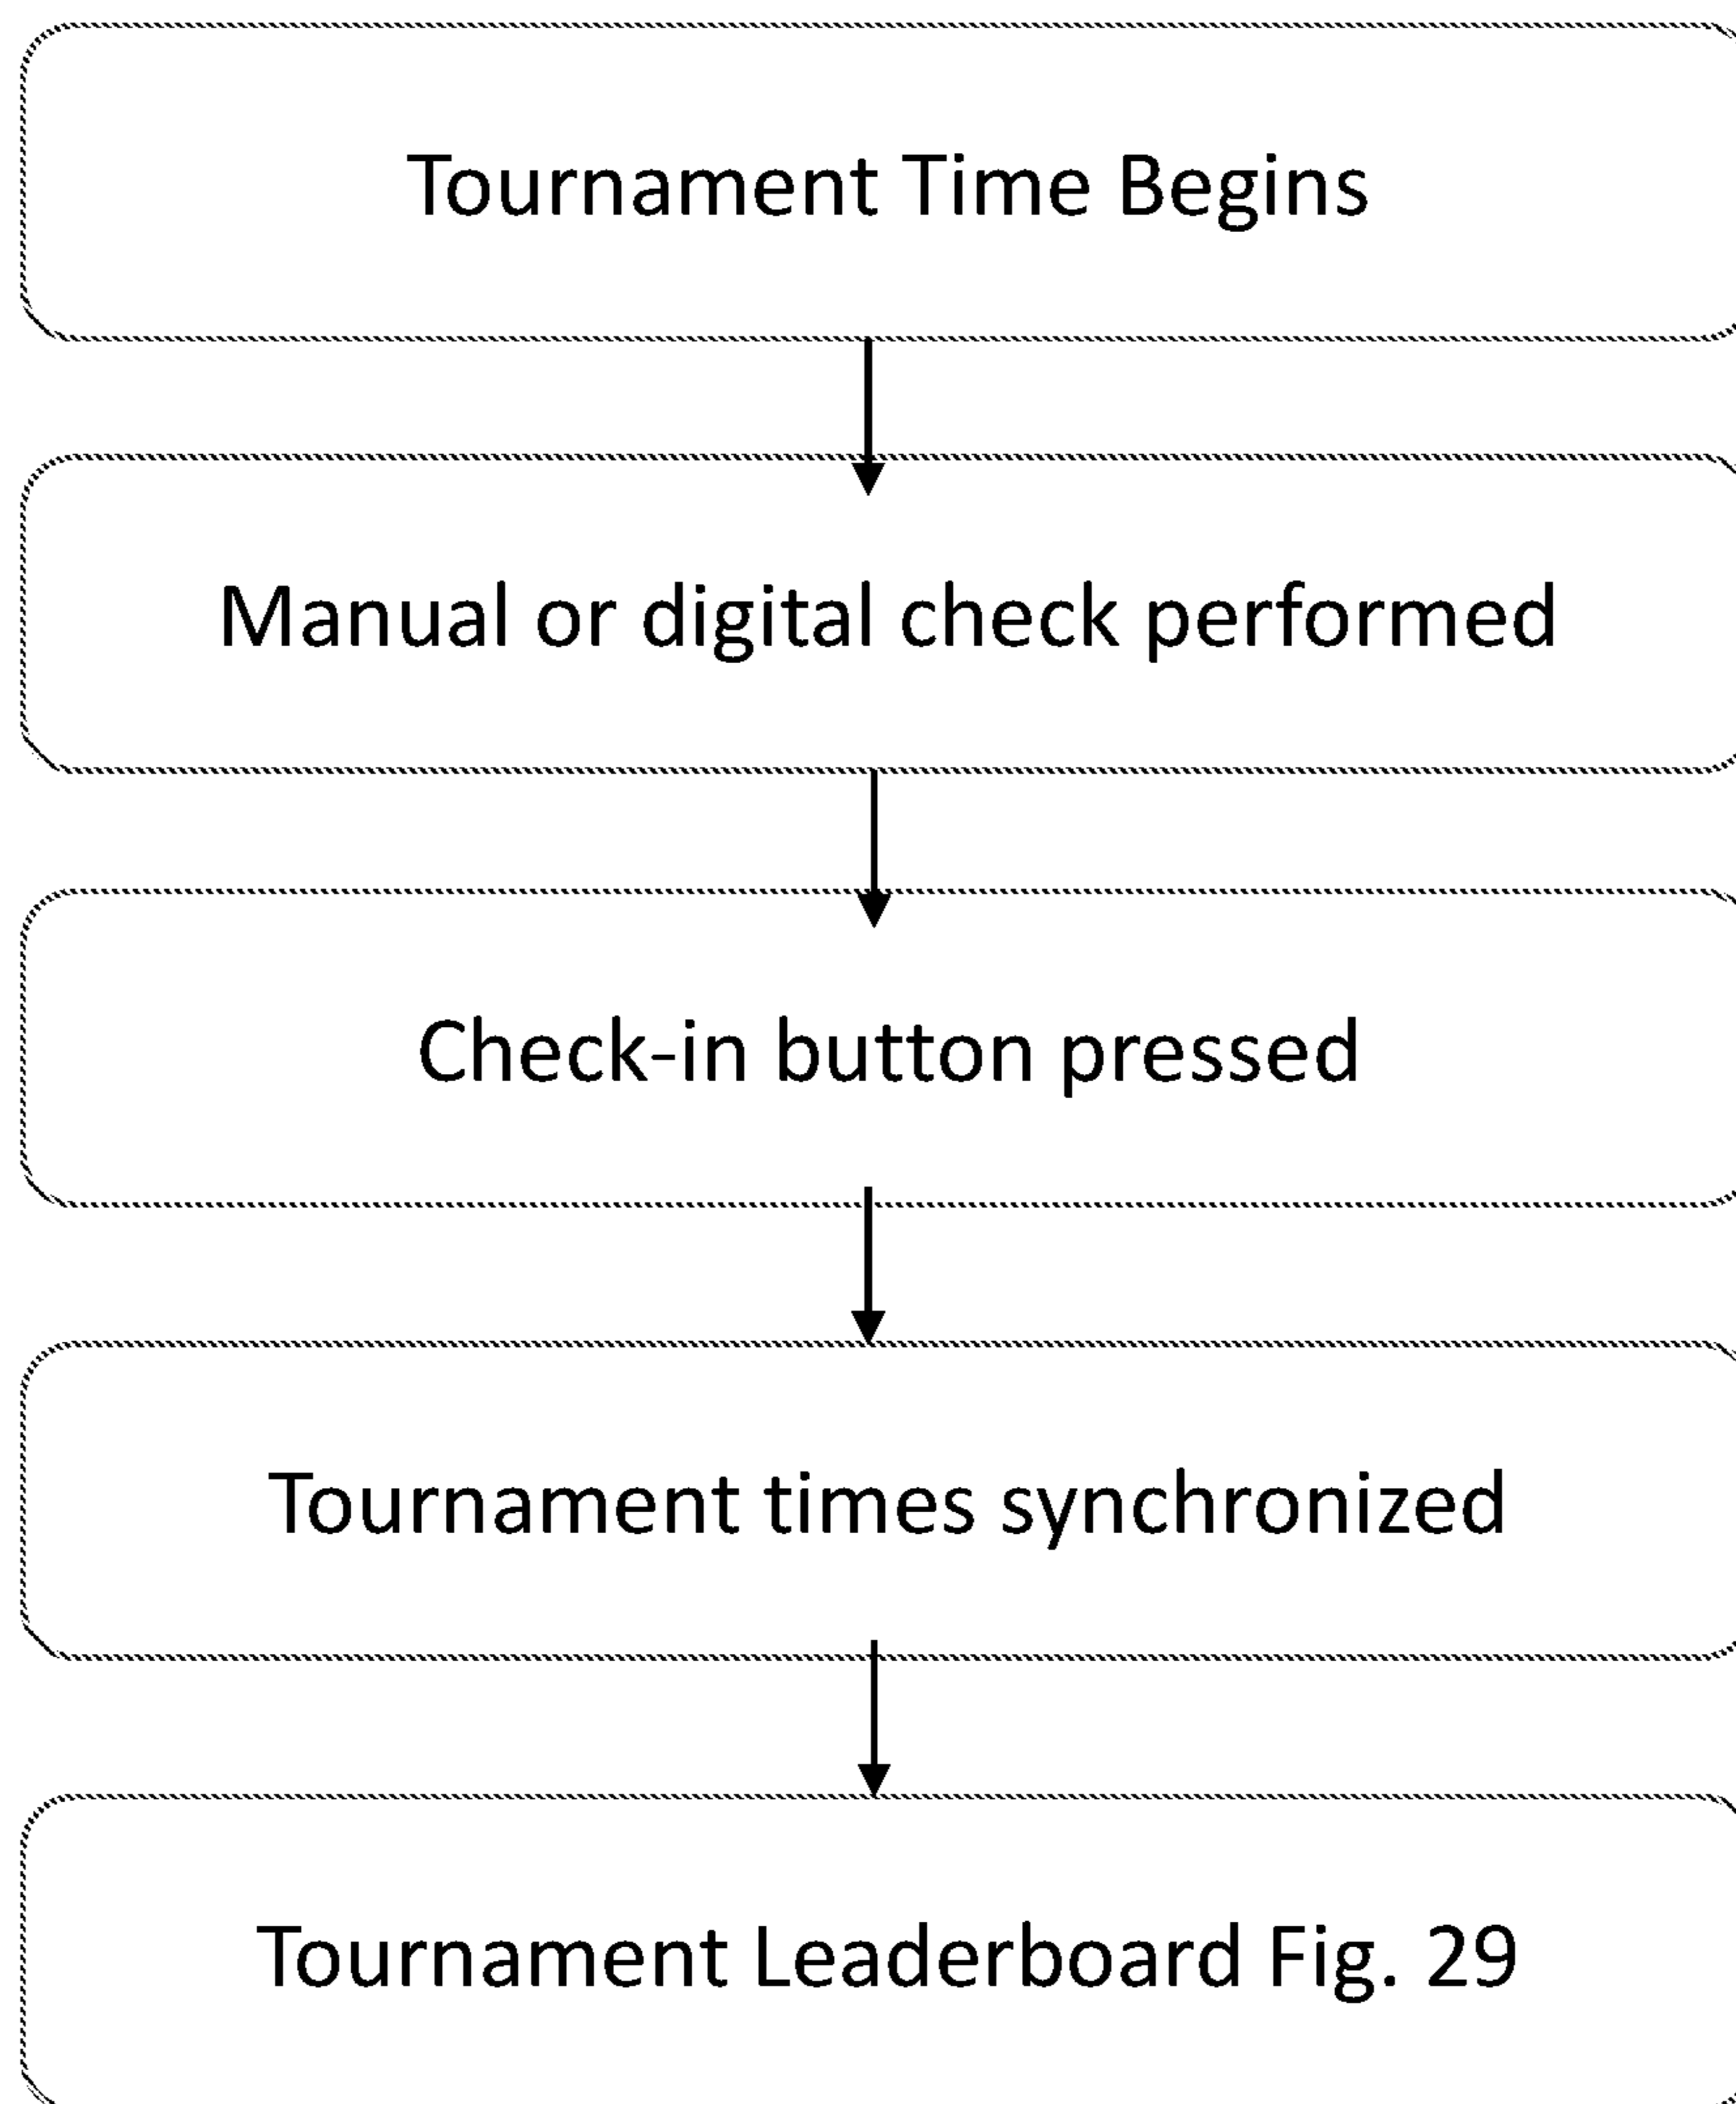 Tournament Time Begins
Manual or digital check performed
Check-in button pressed
Tournament times synchronized
Tournament Leaderboard Fig. 29